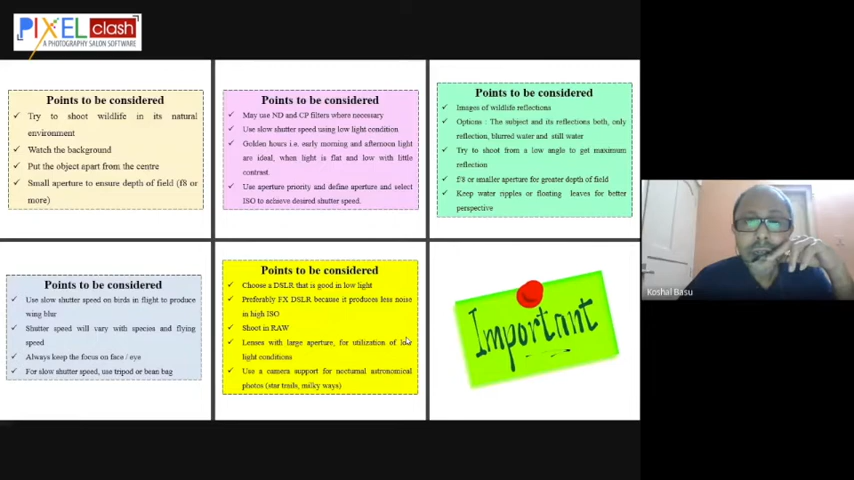 PIXEL clash
A PHOTOGRAPHY SALON SOFTWARE
Points to be considered
Try to shoot wildlife in its natural
environment
Watch the background
Put the object apart from the centre
Small aperture to ensure depth of field (f8 or
more)
Points to be considered
May use ND and CP filters where necessary
Use slow shutter speed using low light condition
Golden hours i.e. early morning and afternoon light
are ideal, when light is flat and low with little
contrast.
Use aperture priority and define aperture and select
ISO to achieve desired shutter speed.
Points to be considered
Images of wildlife reflections
Options : The subject and its reflections both, only
reflection, blurred water and still water
Try to shoot from a low angle to get maximum
reflection
f/8 or smaller aperture for greater depth of field
Keep water ripples or floating leaves for better
perspective
Points to be considered
Use slow shutter speed on birds in flight to produce
wing blur
Shutter speed will vary with species and flying
speed
Always keep the focus on face / eye
For slow shutter speed, use tripod or bean bag
Points to be considered
Choose a DSLR that is good in low light
Preferably FX DSLR because it produces less noise
in high ISO
Shoot in RAW
Lenses with large aperture, for utilization of low
light conditions
Use a camera support for nocturnal astronomical
photos (star trails, milky ways)
Important
Koshal Basu